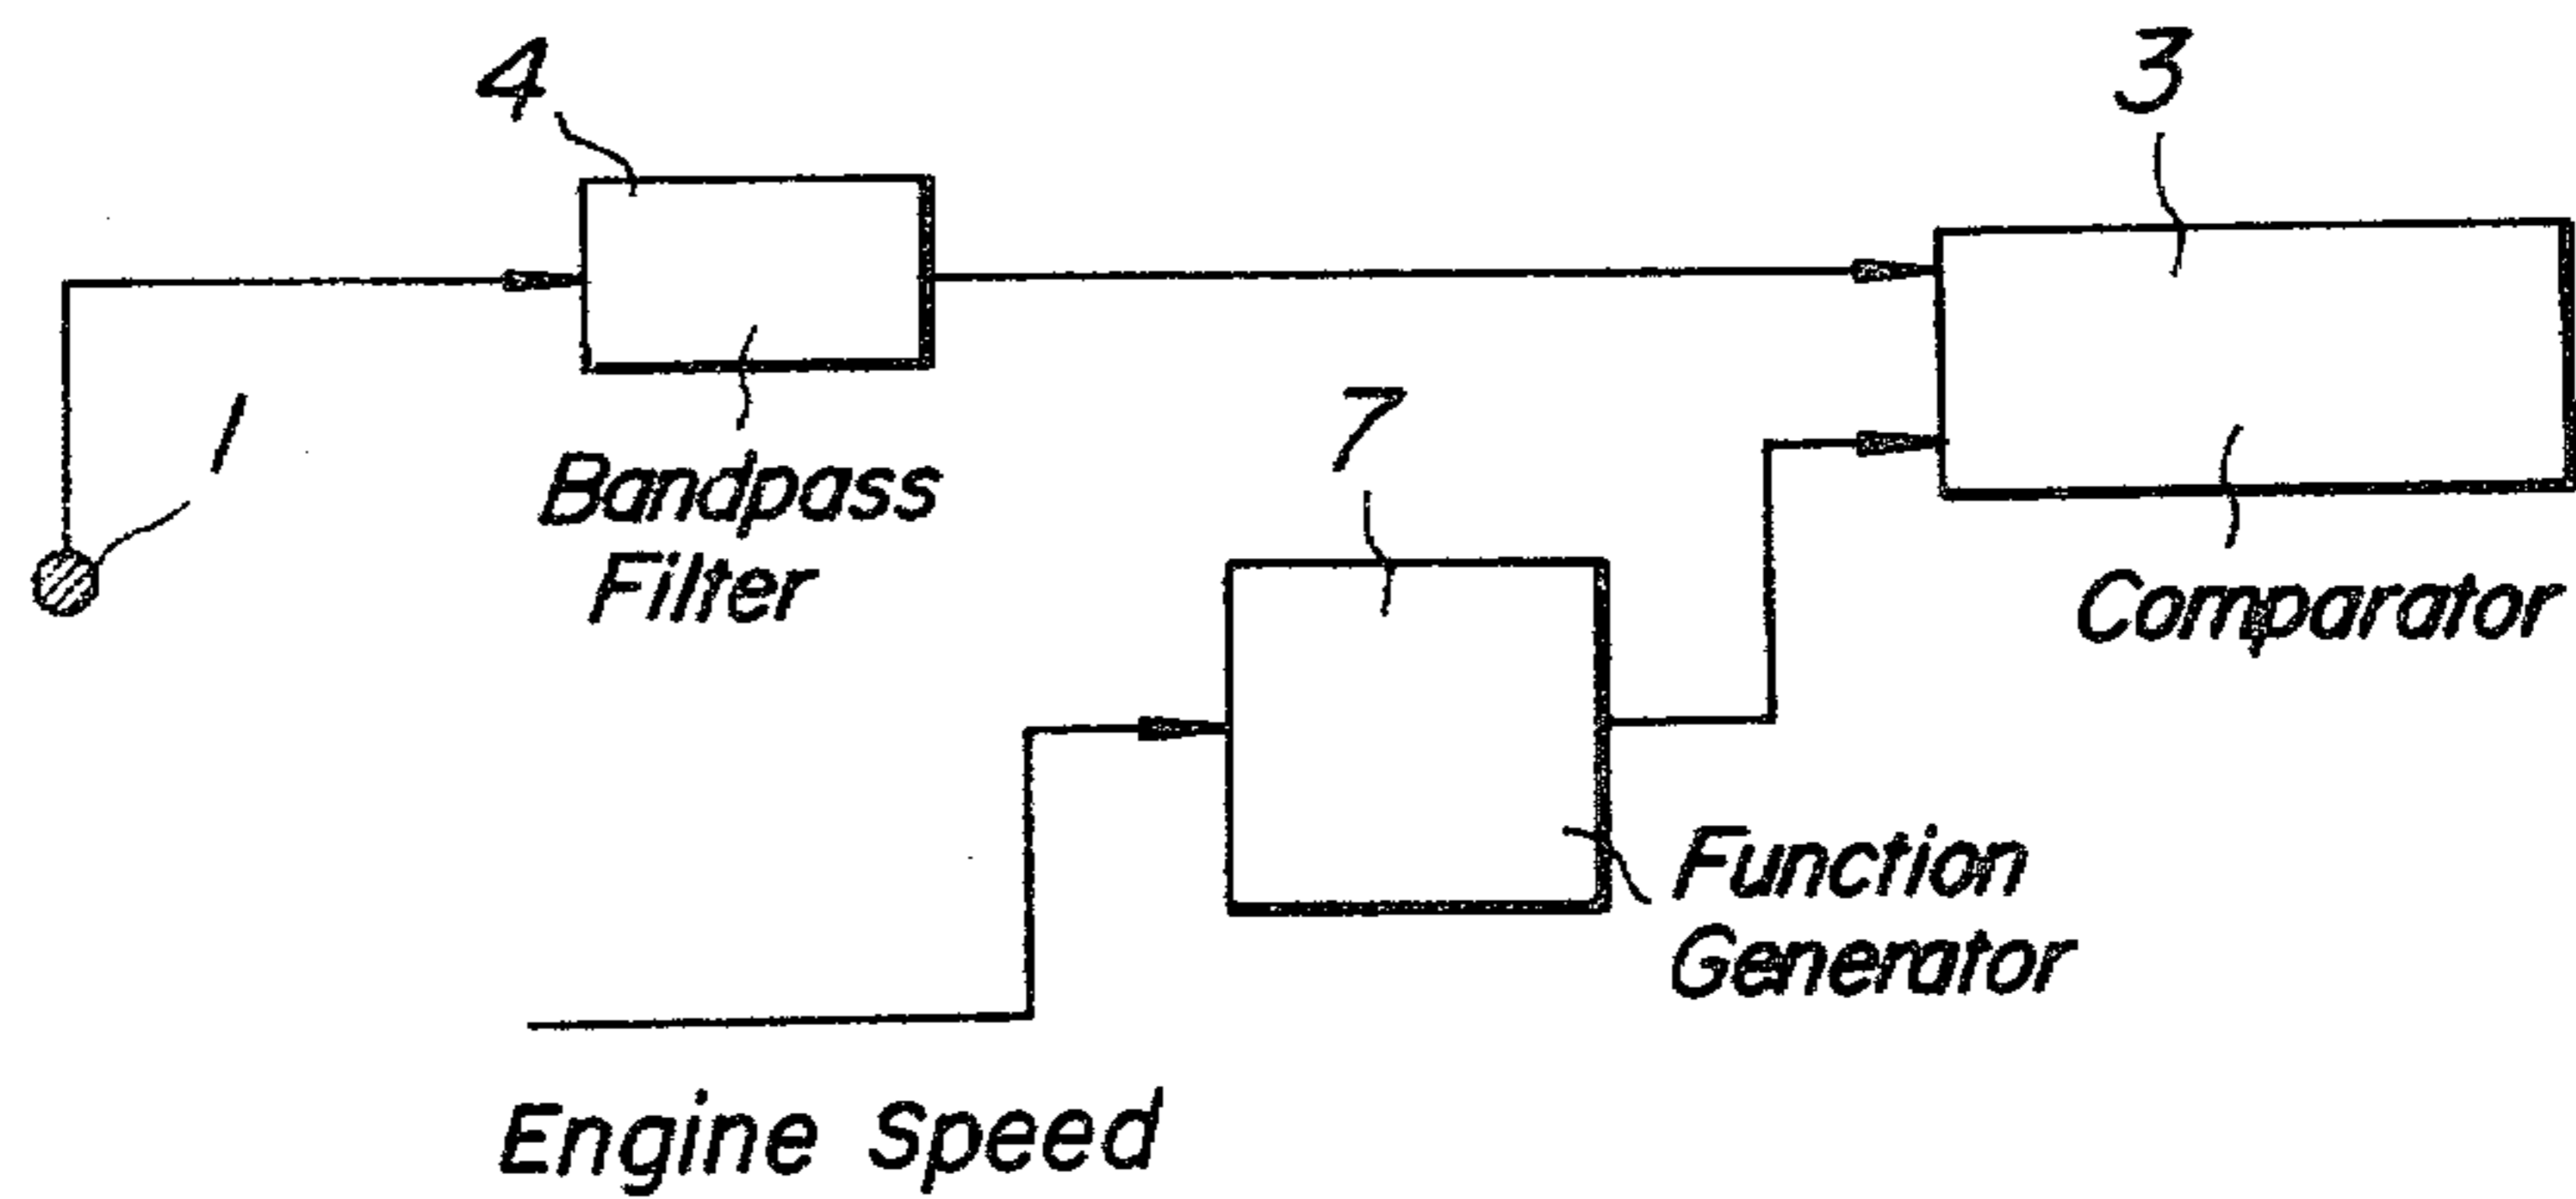 4
3
1
Bandpass
Filter
7
Comparator
Function
Generator
Engine Speed